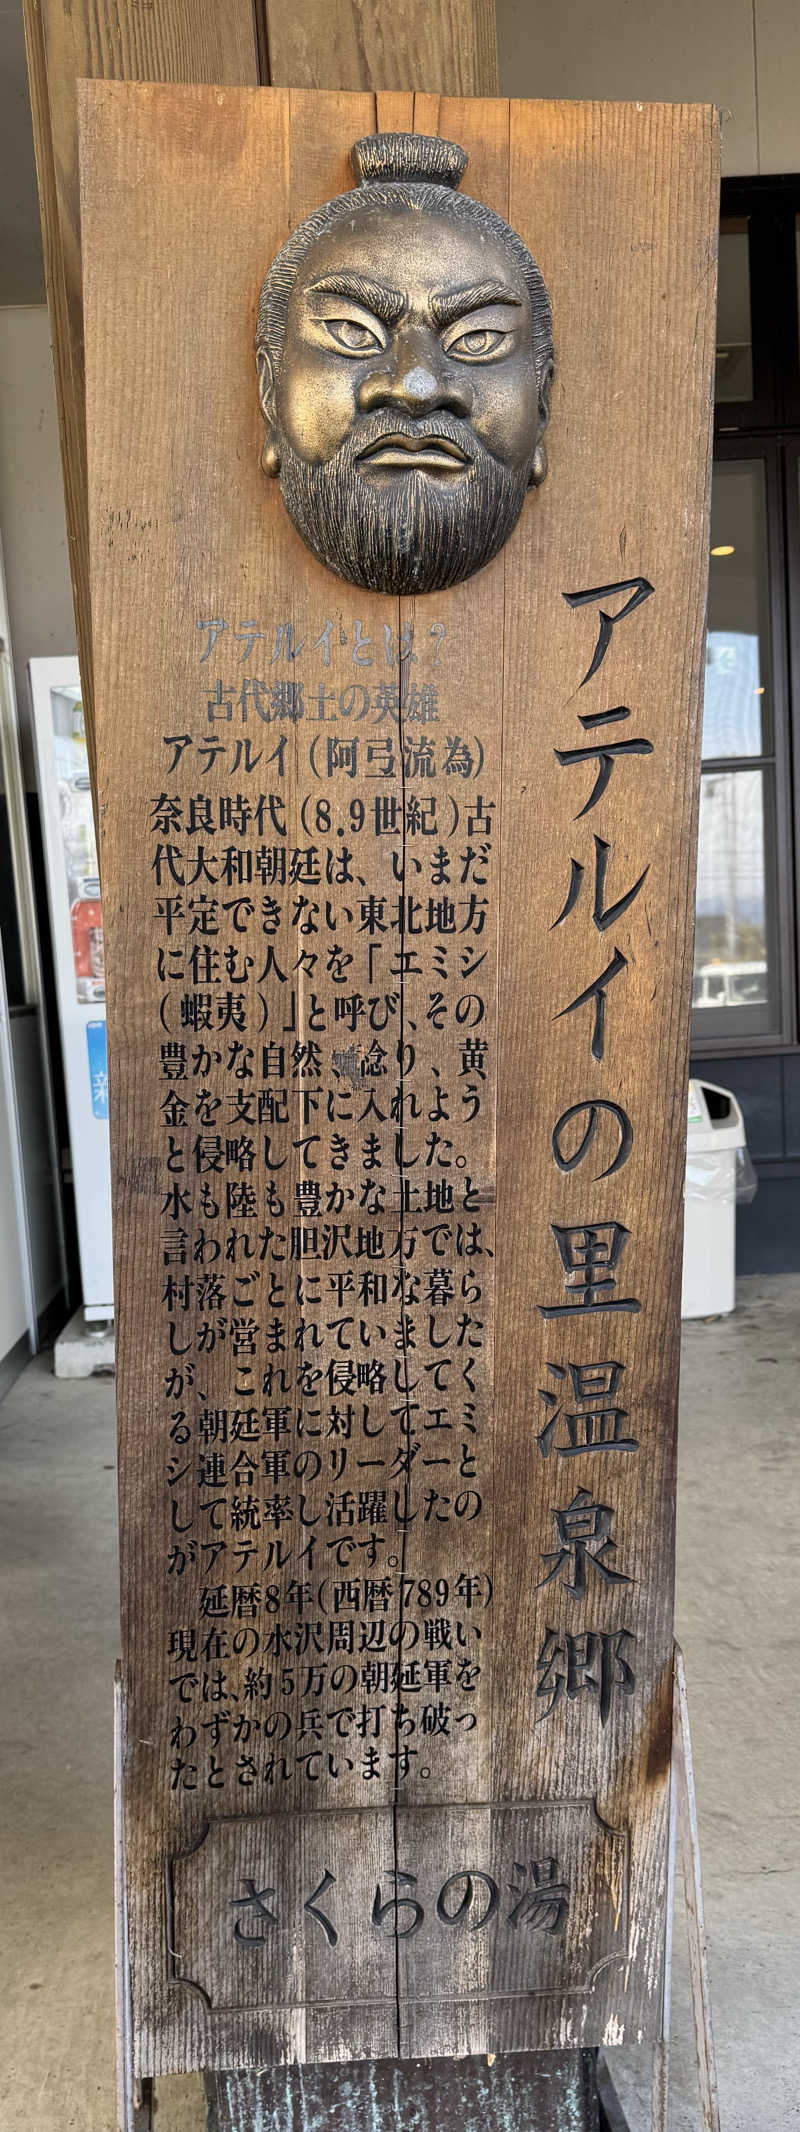 アテルイの里温泉郷
アテルイとは?
古代郷土の英雄
アテルイ(阿弖流為)
奈良時代(8.9世紀)古
代大和朝廷は、いまだ
平定できない東北地方
に住む人々を「エミシ
(蝦夷)」と呼び、その
豊かな自然、稔り、黄
金を支配下に入れよう
と侵略してきました。
水も陸も豊かな土地と
言われた胆沢地方では、
村落ごとに平和な暮ら
しが営まれていました
が、これを侵略してく
る朝廷軍に対してエミ
シ連合軍のリーダーと
して統率し活躍したの
がアテルイです。
延暦8年(西暦789年)
現在の水沢周辺の戦い
では、約5万の朝廷軍を
わずかの兵で打ち破っ
たとされています。
さくらの湯
新